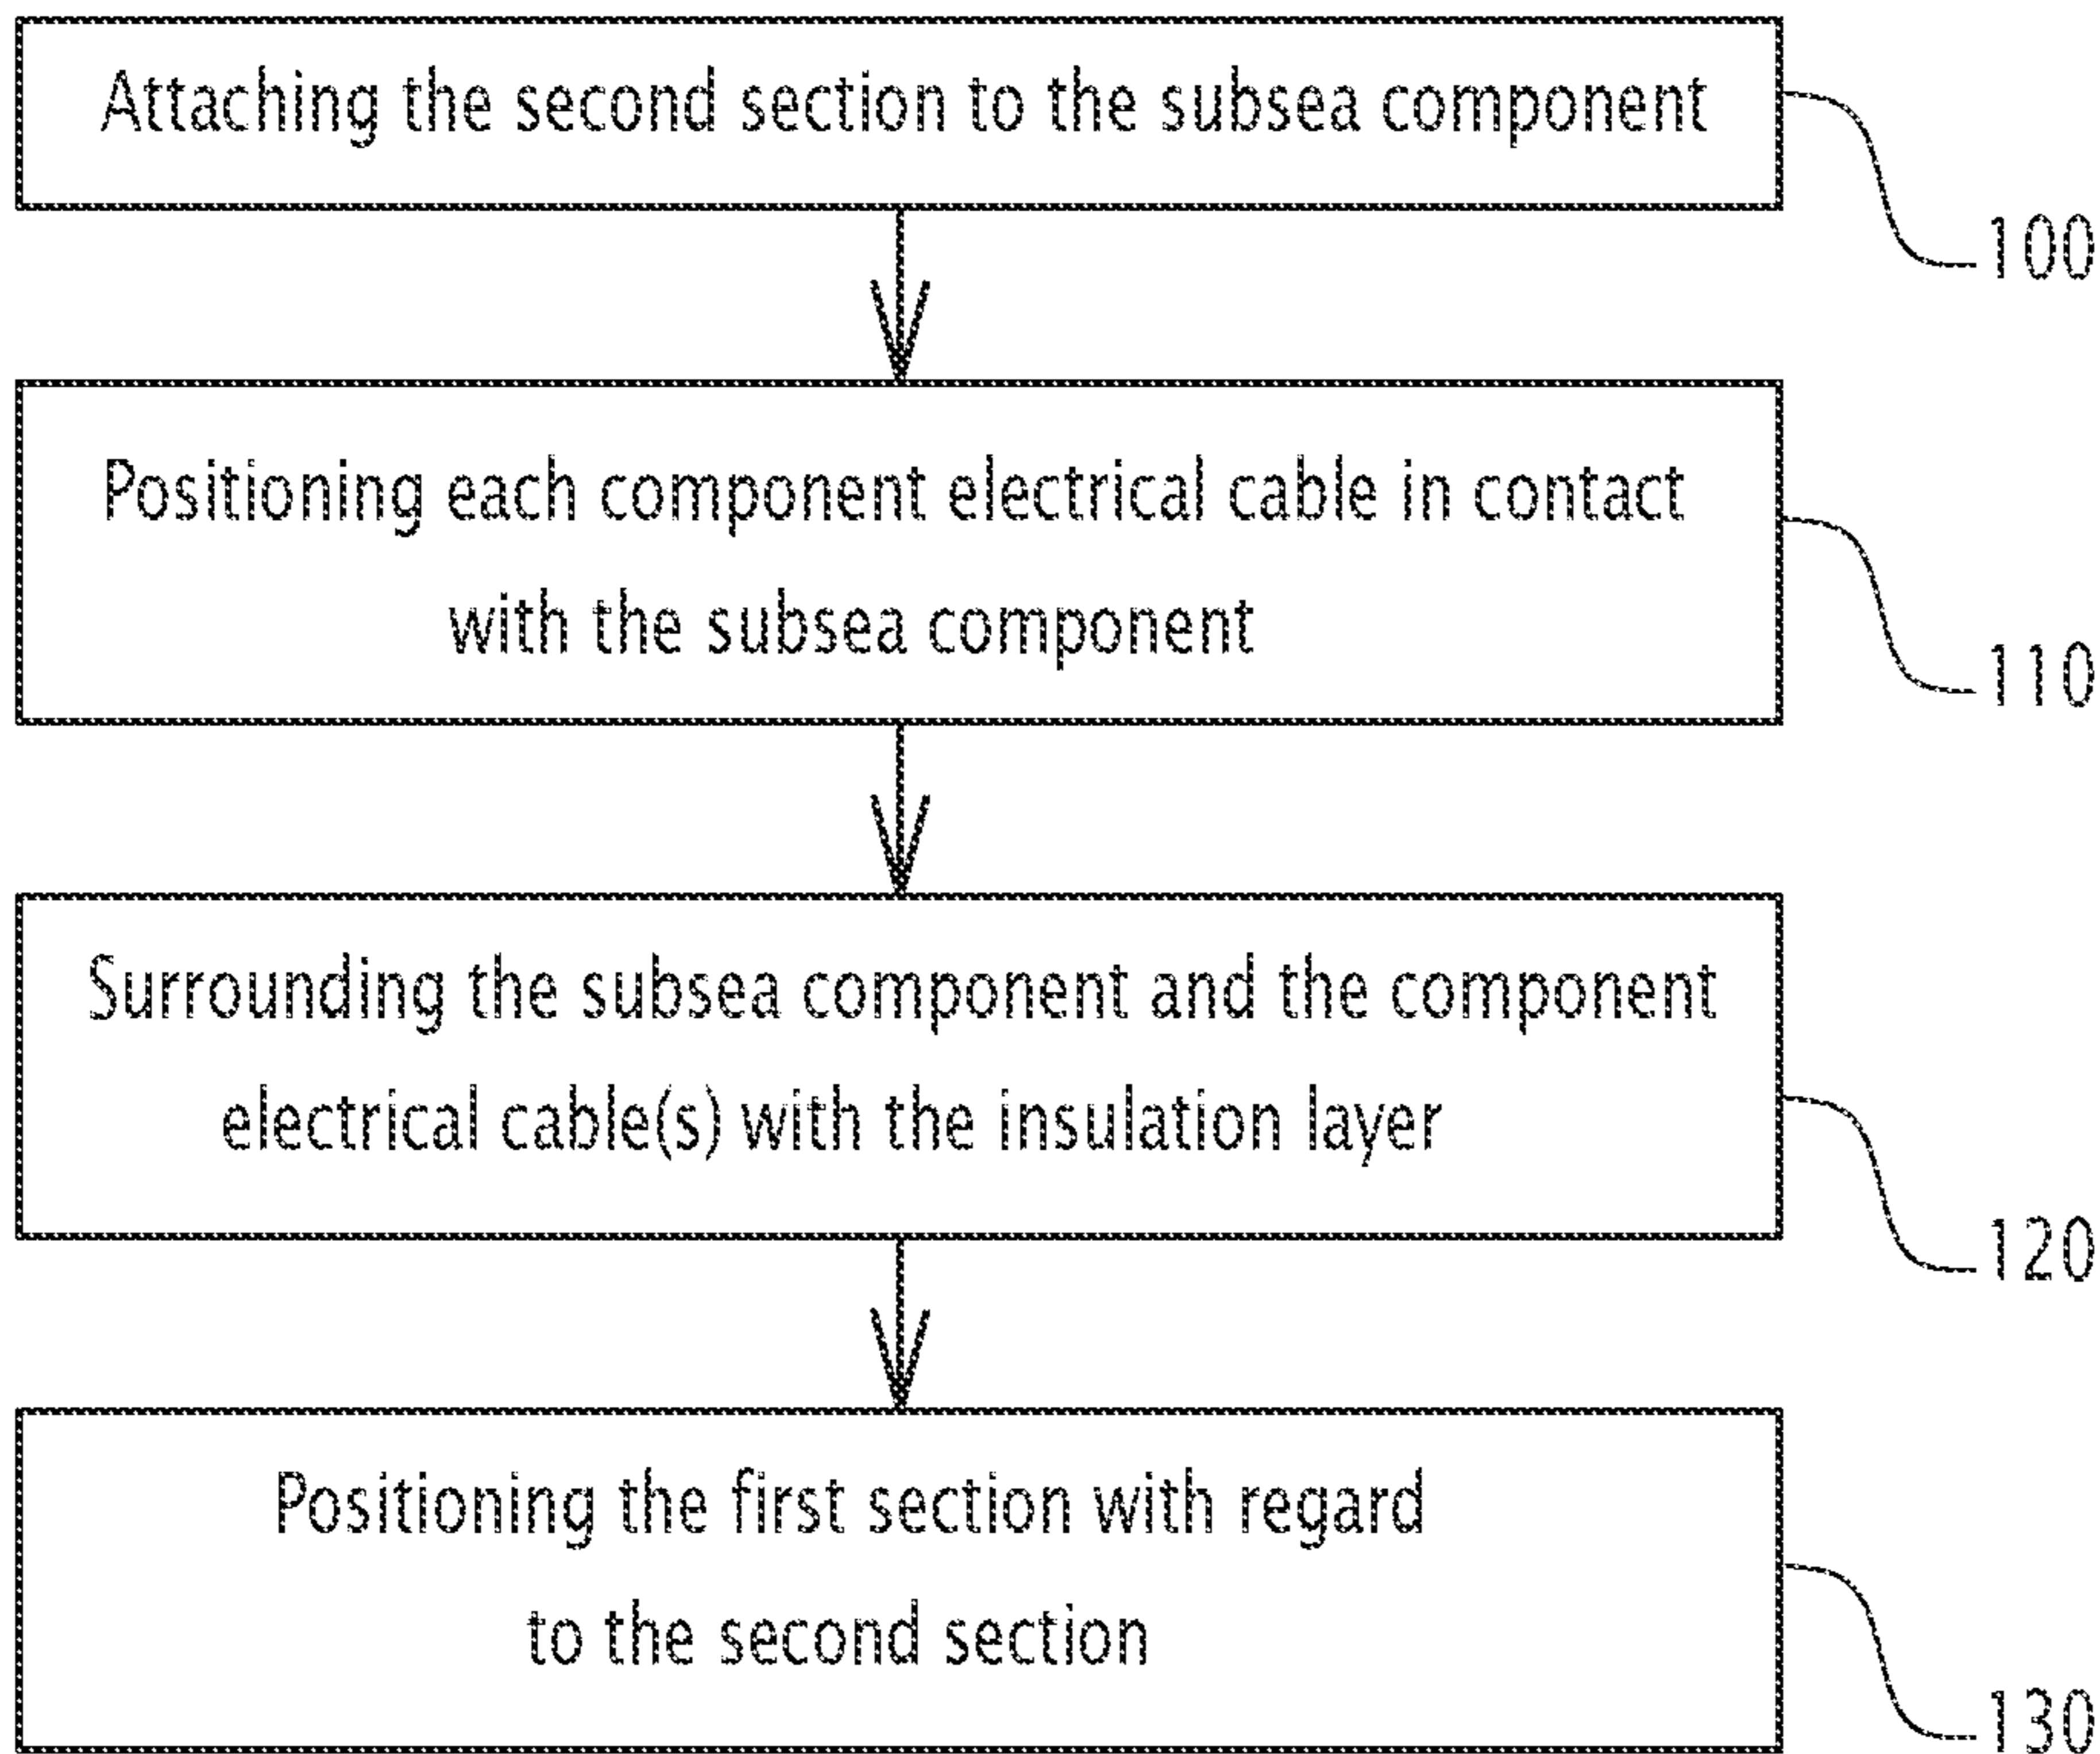 Attaching the second section to the subsea component
100
Positioning each component electrical cable in contact
with the subsea component
110
Surrounding the subsea component and the component
electrical cable(s) with the insulation layer
120
Positioning the first section with regard
to the second section
130